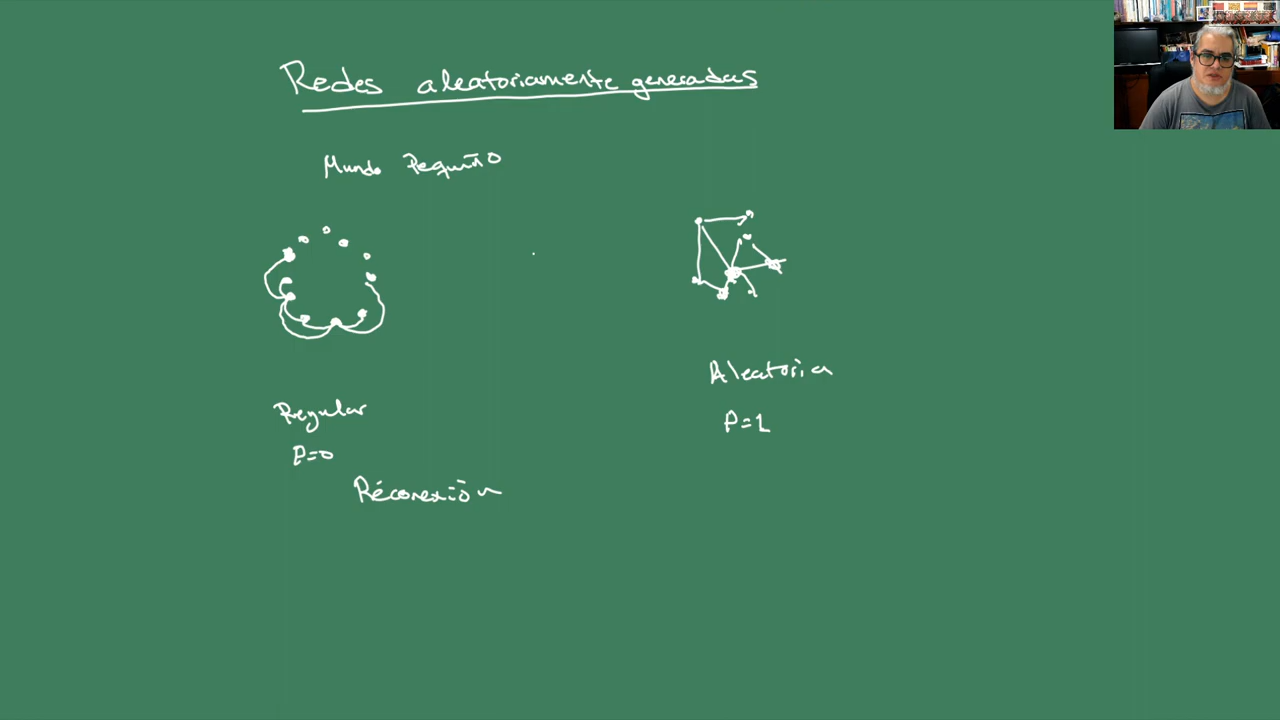 Redes aleatoriamente generadas
Mundo Pequeño
Aleatoria
P=1
Regular
P=0
Reconexión